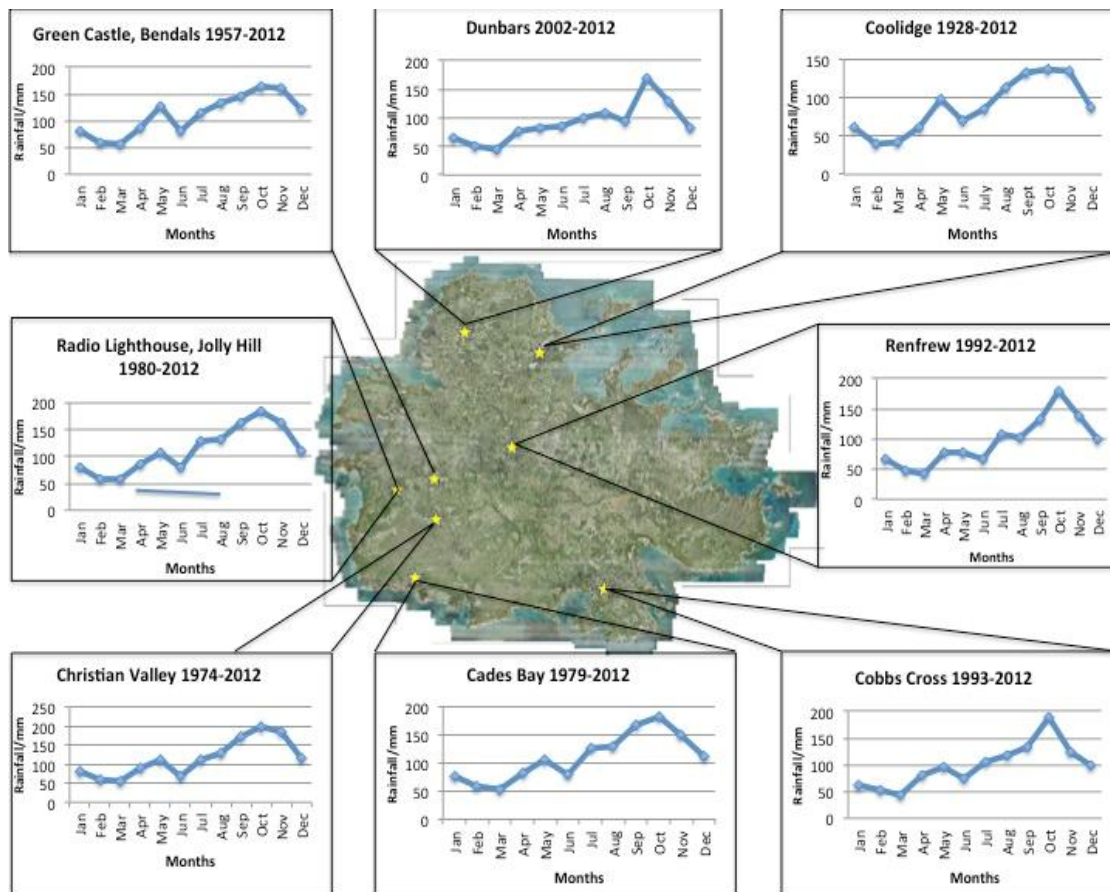 Green Castle, Bendals 1957-2012
Rainfall/mm
200
150
100
50
0
Jan
Feb
Mar
Apr
May
Jun
Jul
Aug
Sep
Oct
Nov
Dec
Months
Dunbars 2002-2012
Rainfall/mm
200
150
100
50
0
Jan
Feb
Mar
Apr
May
Jun
Jul
Aug
Sep
Oct
Nov
Dec
Months
Coolidge 1928-2012
Rainfall/mm
150
100
50
0
Jan
Feb
Mar
Apr
May
Jun
July
Aug
Sept
Oct
Nov
Dec
Months
Radio Lighthouse, Jolly Hill
1980-2012
Rainfall/mm
200
150
100
50
0
Jan
Feb
Mar
Apr
May
Jun
Jul
Aug
Sep
Oct
Nov
Dec
Months
Renfrew 1992-2012
Rainfall/mm
200
150
100
50
0
Jan
Feb
Mar
Apr
May
Jun
Jul
Aug
Sep
Oct
Nov
Dec
Months
Christian Valley 1974-2012
Rainfall/mm
250
200
150
100
50
0
Jan
Feb
Mar
Apr
May
Jun
Jul
Aug
Sep
Oct
Nov
Dec
Months
Cades Bay 1979-2012
Rainfall/mm
200
150
100
50
0
Jan
Feb
Mar
Apr
May
Jun
Jul
Aug
Sep
Oct
Nov
Dec
Months
Cobbs Cross 1993-2012
Rainfall/mm
200
150
100
50
0
Jan
Feb
Mar
Apr
May
Jun
Jul
Aug
Sep
Oct
Nov
Dec
Months